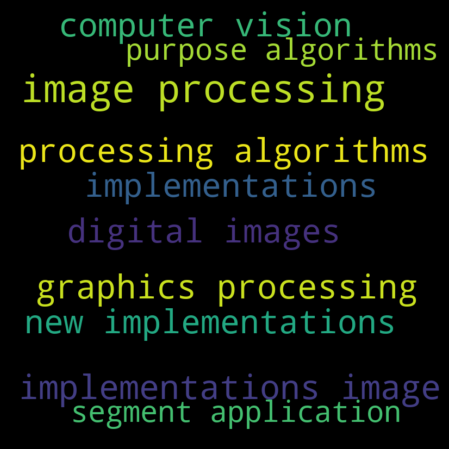 computer vision
purpose algorithms
image processing
processing algorithms
implementations
digital images
graphics processing
new implementations
implementations image
segment application